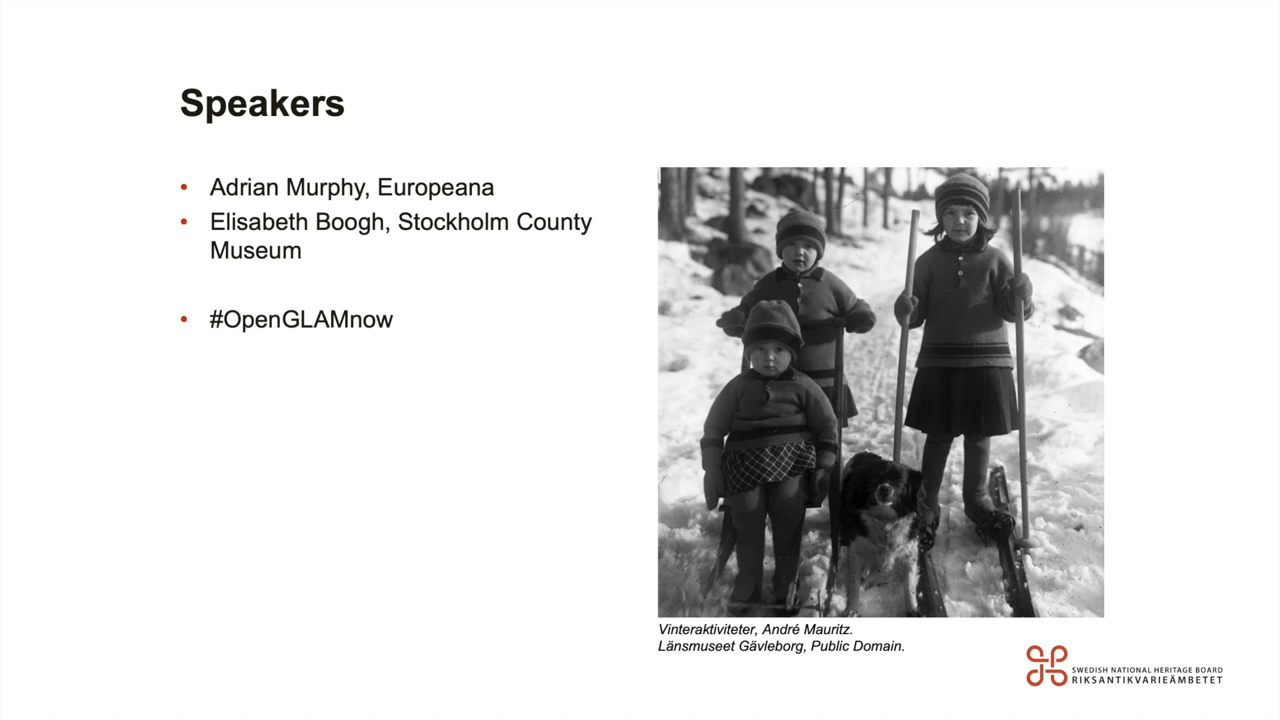 Speakers
• Adrian Murphy, Europeana
• Elisabeth Boogh, Stockholm County
Museum
• #OpenGLAMnow
Vinteraktiviteter, André Mauritz.
Länsmuseet Gävleborg, Public Domain.
SWEDISH NATIONAL HERITAGE BOARD
RIKSANTIKVARIEÄMBETET